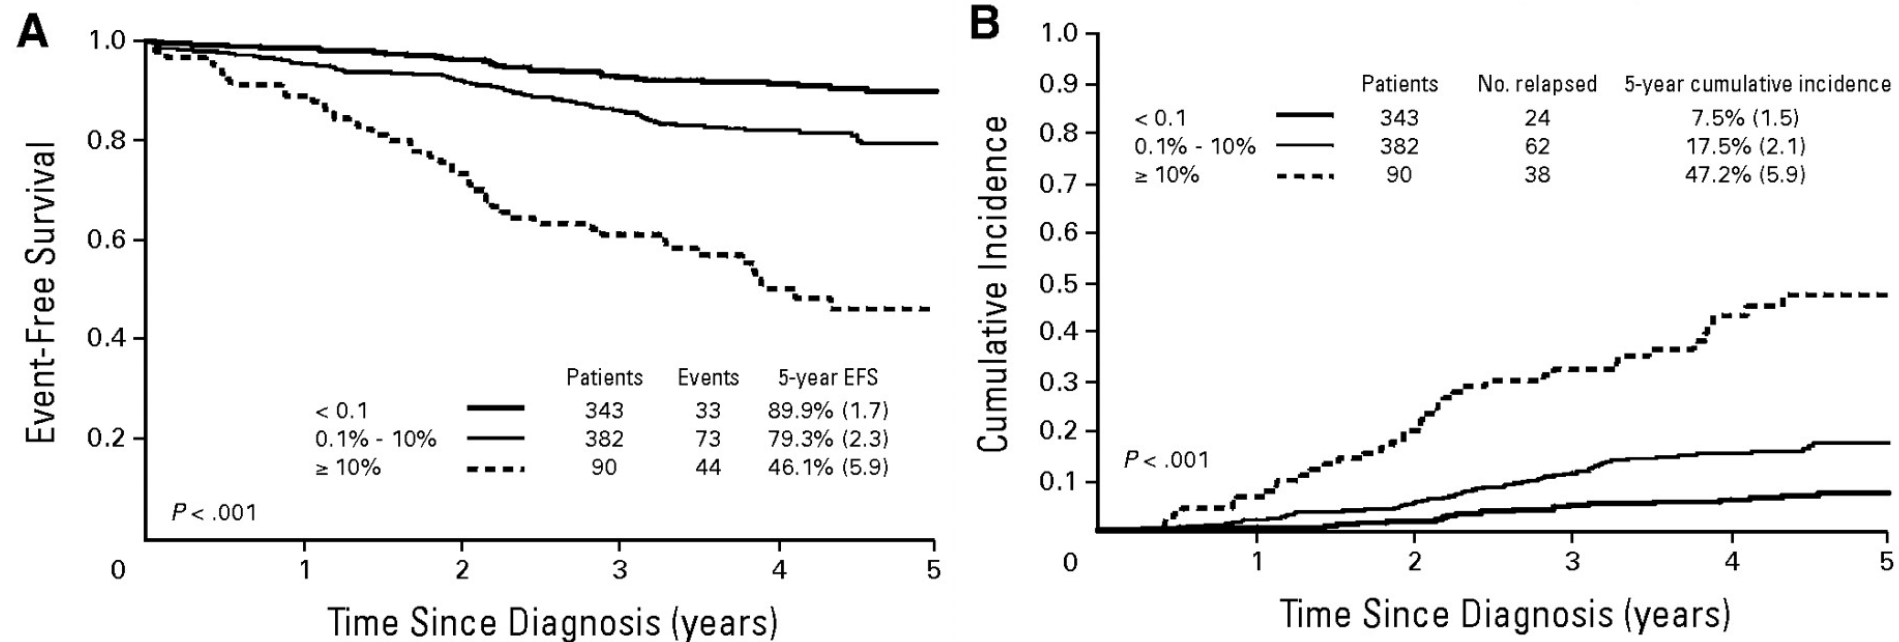 A
Event-Free Survival
1.0
0.8
0.6
0.4
0.2
0
Patients Events 5-year EFS
< 0.1 343 33 89.9% (1.7)
0.1% - 10% 382 73 79.3% (2.3)
≥ 10% 90 44 46.1% (5.9)
P < .001
1 2 3 4 5
Time Since Diagnosis (years)
B
Cumulative Incidence
1.0
0.9
0.8
0.7
0.6
0.5
0.4
0.3
0.2
0.1
0
Patients No. relapsed 5-year cumulative incidence
< 0.1 343 24 7.5% (1.5)
0.1% - 10% 382 62 17.5% (2.1)
≥ 10% 90 38 47.2% (5.9)
P < .001
1 2 3 4 5
Time Since Diagnosis (years)